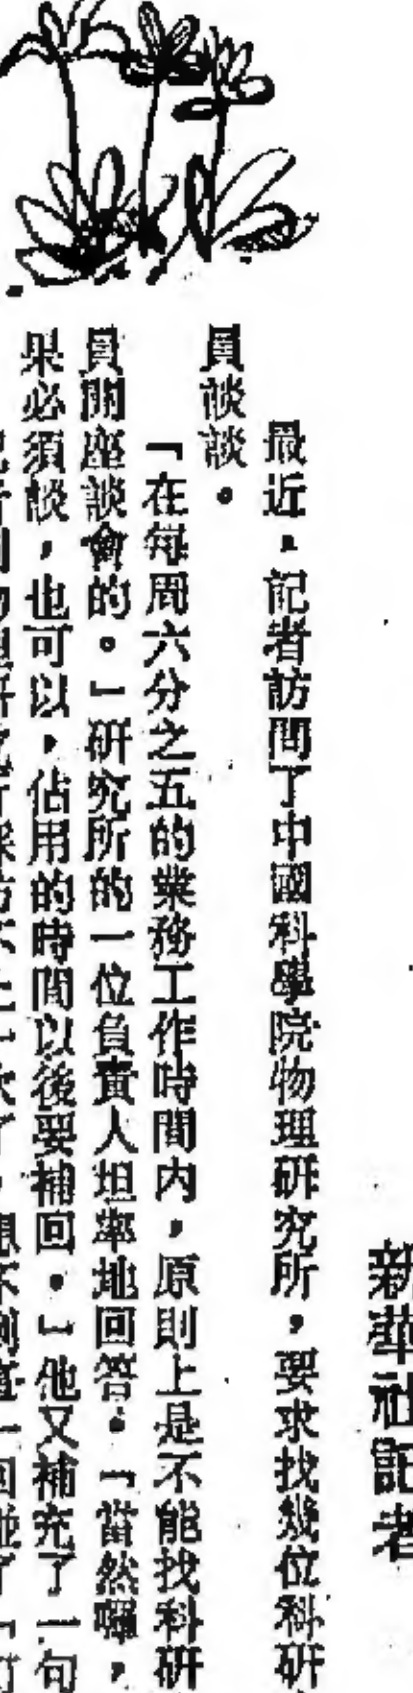 新華社記者
最近，記者訪問了中國科學院物理研究所，要求找幾位科研
員談談。
「在每周六分之五的業務工作時間內，原則上是不能找科研
員開座談會的。」研究所的一位負責人坦率地回答。「當然囉，
果必須談，也可以，佔用的時間以後要補回。」他又補充了一句